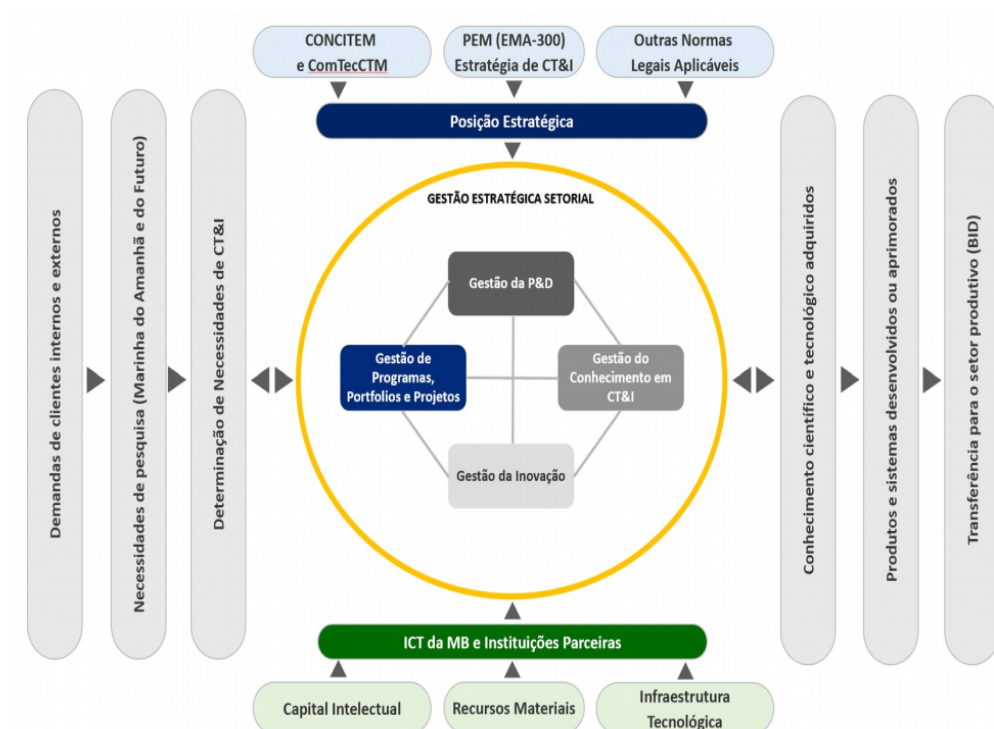 CONCITEM
e ComTecCTM
PEM (EMA-300)
Estratégia de CT&I
Outras Normas
Legais Aplicáveis
Posição Estratégica
Demandas de clientes internos e externos
Necessidades de pesquisa (Marinha do Amanhã e do Futuro)
Determinação de Necessidades de CT&I
GESTÃO ESTRATÉGICA SETORIAL
Gestão da P&D
Gestão de
Programas,
Portfolios e Projetos
Gestão do
Conhecimento em
CT&I
Gestão da Inovação
Conhecimento científico e tecnológico adquiridos
Produtos e sistemas desenvolvidos ou aprimorados
Transferência para o setor produtivo (BID)
ICT da MB e Instituições Parceiras
Capital Intelectual
Recursos Materiais
Infraestrutura
Tecnológica